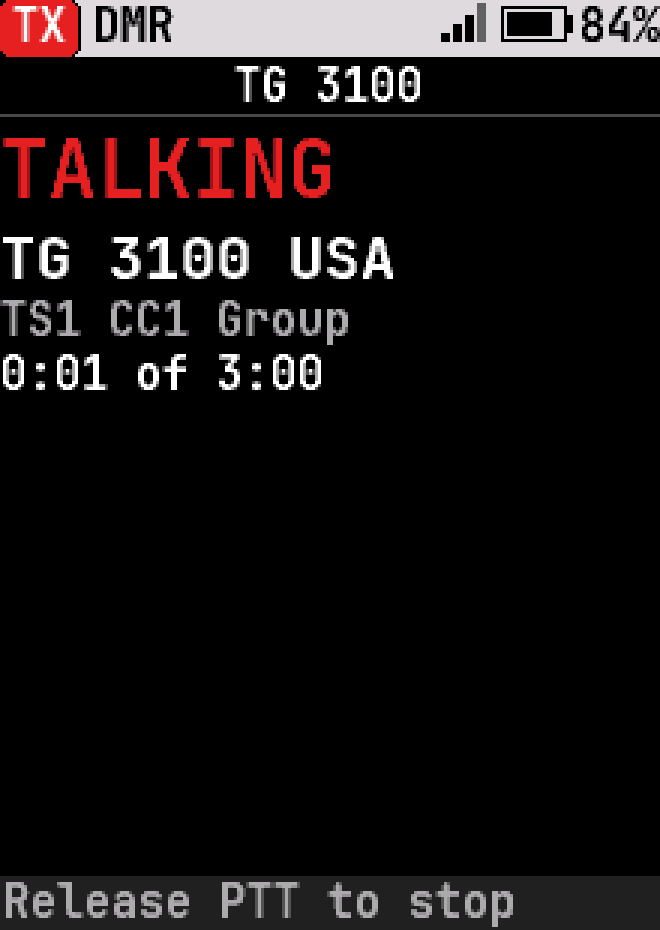 TX DMR 84%
TG 3100
TALKING
TG 3100 USA
TS1 CC1 Group
0:01 of 3:00
Release PTT to stop